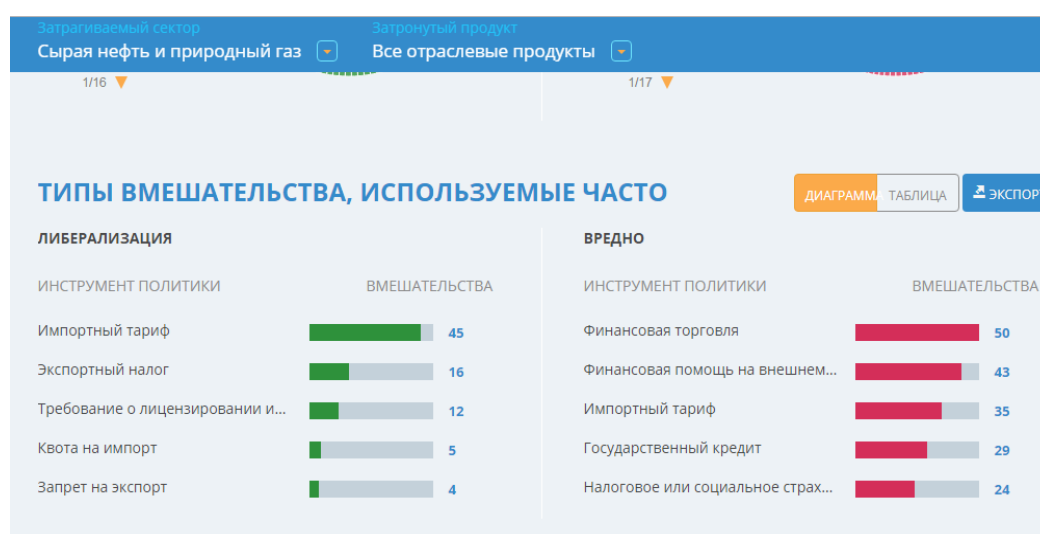 Затрагиваемый сектор
Затронутый продукт
Сырая нефть и природный газ
Все отраслевые продукты
1/16
1/17
ТИПЫ ВМЕШАТЕЛЬСТВА, ИСПОЛЬЗУЕМЫЕ ЧАСТО
ДИАГРАММА
ТАБЛИЦА
ЭКСПОРТ
ЛИБЕРАЛИЗАЦИЯ
ИНСТРУМЕНТ ПОЛИТИКИ ВМЕШАТЕЛЬСТВА
Импортный тариф 45
Экспортный налог 16
Требование о лицензировании и... 12
Квота на импорт 5
Запрет на экспорт 4
ВРЕДНО
ИНСТРУМЕНТ ПОЛИТИКИ ВМЕШАТЕЛЬСТВА
Финансовая торговля 50
Финансовая помощь на внешнем... 43
Импортный тариф 35
Государственный кредит 29
Налоговое или социальное страх... 24